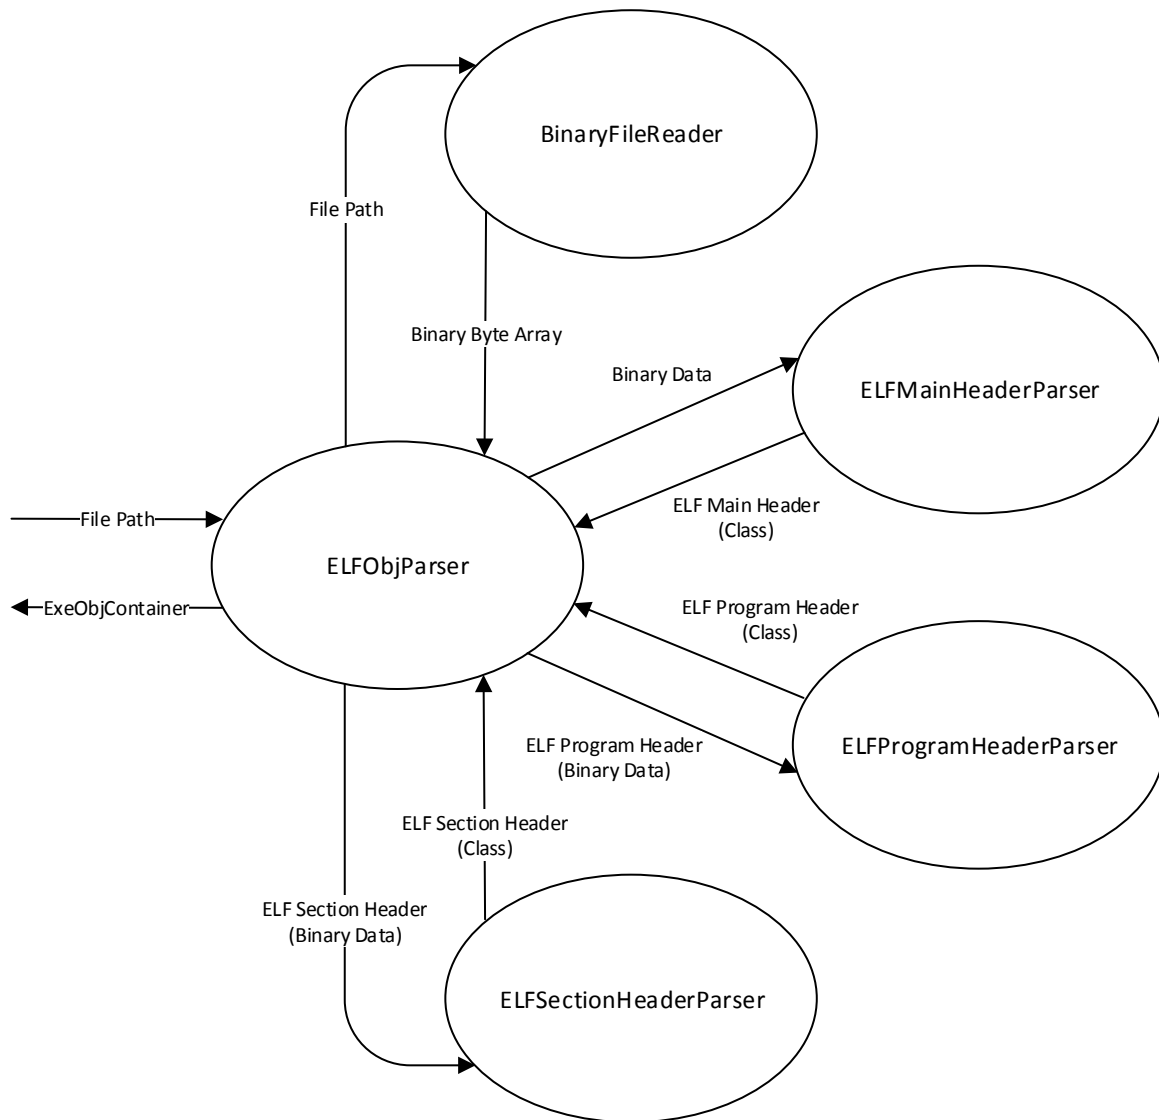 BinaryFileReader
File Path
Binary Byte Array
Binary Data
ELFMainHeaderParser
ELF Main Header
(Class)
File Path
ELFObjParser
ExeObjContainer
ELF Program Header
(Class)
ELF Program Header
(Binary Data)
ELFProgramHeaderParser
ELF Section Header
(Class)
ELF Section Header
(Binary Data)
ELFSectionHeaderParser